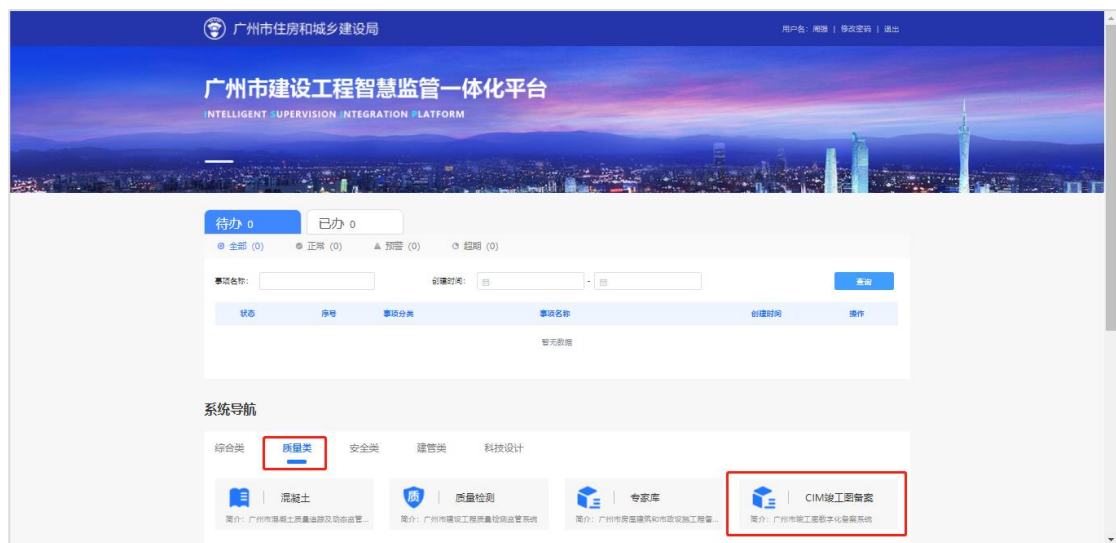 广州市住房和城乡建设局
用户名： | 修改密码 | 退出
广州市建设工程智慧监管一体化平台
INTELLIGENT SUPERVISION INTEGRATION PLATFORM
待办 0 已办 0
全部 (0) 正常 (0) 预警 (0) 超期 (0)
事项名称： 创建时间： - 查询
状态 序号 事项分类 事项名称 创建时间 操作
暂无数据
系统导航
综合类 质量类 安全类 建管类 科技设计
混凝土 质 质量检测 专家库 CIM竣工图备案
简介：广州市混凝土质量追踪及动态监管... 简介：广州市建设工程质量检测监管系统 简介：广州市房屋建筑和市政设施工程督... 简介：广州市竣工图数字化备案系统